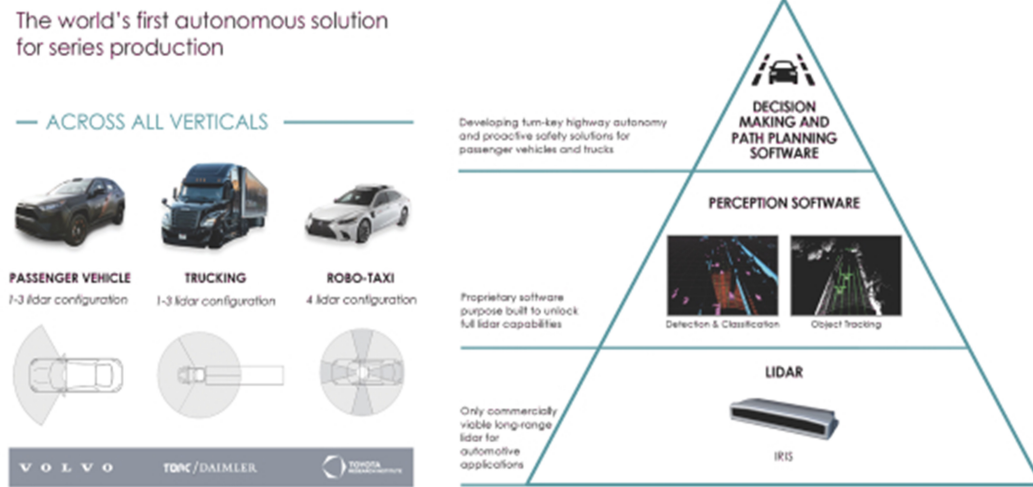 The world's first autonomous solution
for series production
ACROSS ALL VERTICALS
PASSENGER VEHICLE
1-3 lidar configuration
TRUCKING
1-3 lidar configuration
ROBO-TAXI
4 lidar configuration
VOLVO
TORC/DAIMLER
TOYOTA
RESEARCH INSTITUTE
DECISION
MAKING AND
PATH PLANNING
SOFTWARE
Developing turn-key highway autonomy
and proactive safety solutions for
passenger vehicles and trucks
PERCEPTION SOFTWARE
Detection & Classification
Object Tracking
Proprietary software
purpose built to unlock
full lidar capabilities
LIDAR
IRIS
Only commercially
viable long-range
lidar for
automotive
applications